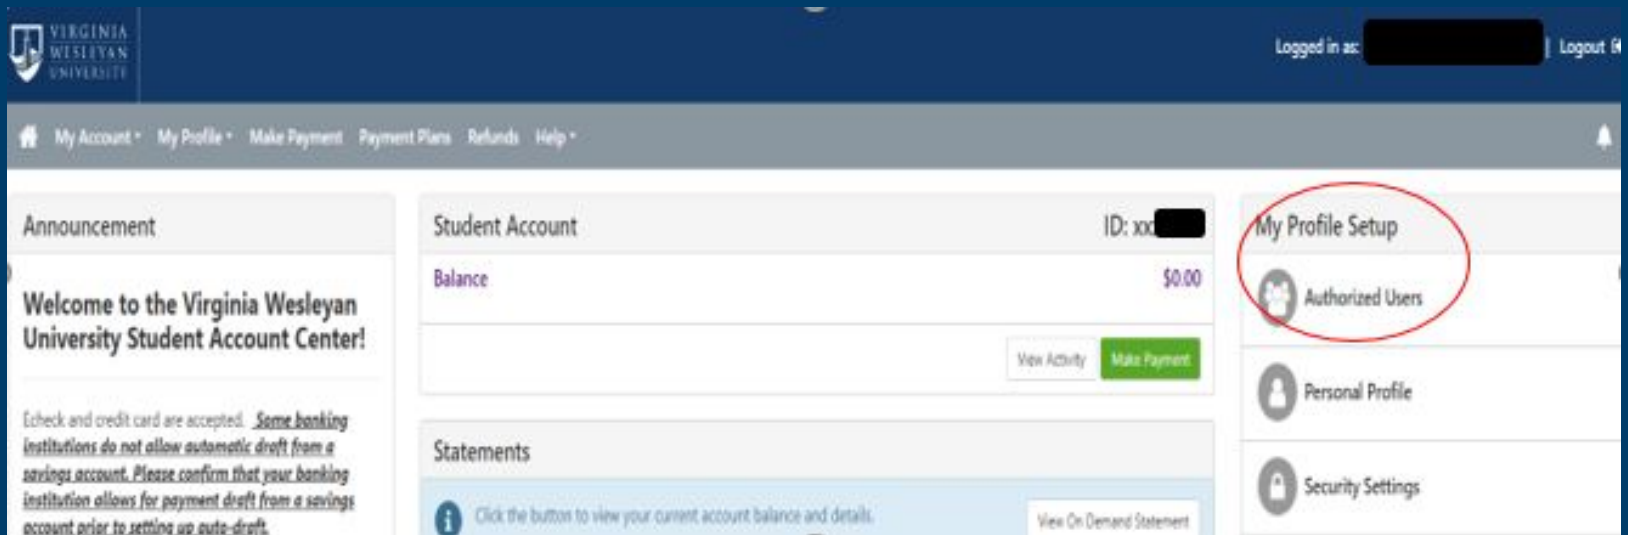 VIRGINIA
WESLEYAN
UNIVERSITY
Logged in as:
| Logout
My Account
My Profile
Make Payment
Payment Plans
Refunds
Help
Announcement
Welcome to the Virginia Wesleyan
University Student Account Center!
Echeck and credit card are accepted. Some banking
institutions do not allow automatic draft from a
savings account. Please confirm that your banking
institution allows for payment draft from a savings
account prior to setting up auto-draft.
Student Account
ID: xx
Balance
$0.00
View Activity
Make Payment
Statements
Click the button to view your current account balance and details.
View On Demand Statement
My Profile Setup
Authorized Users
Personal Profile
Security Settings